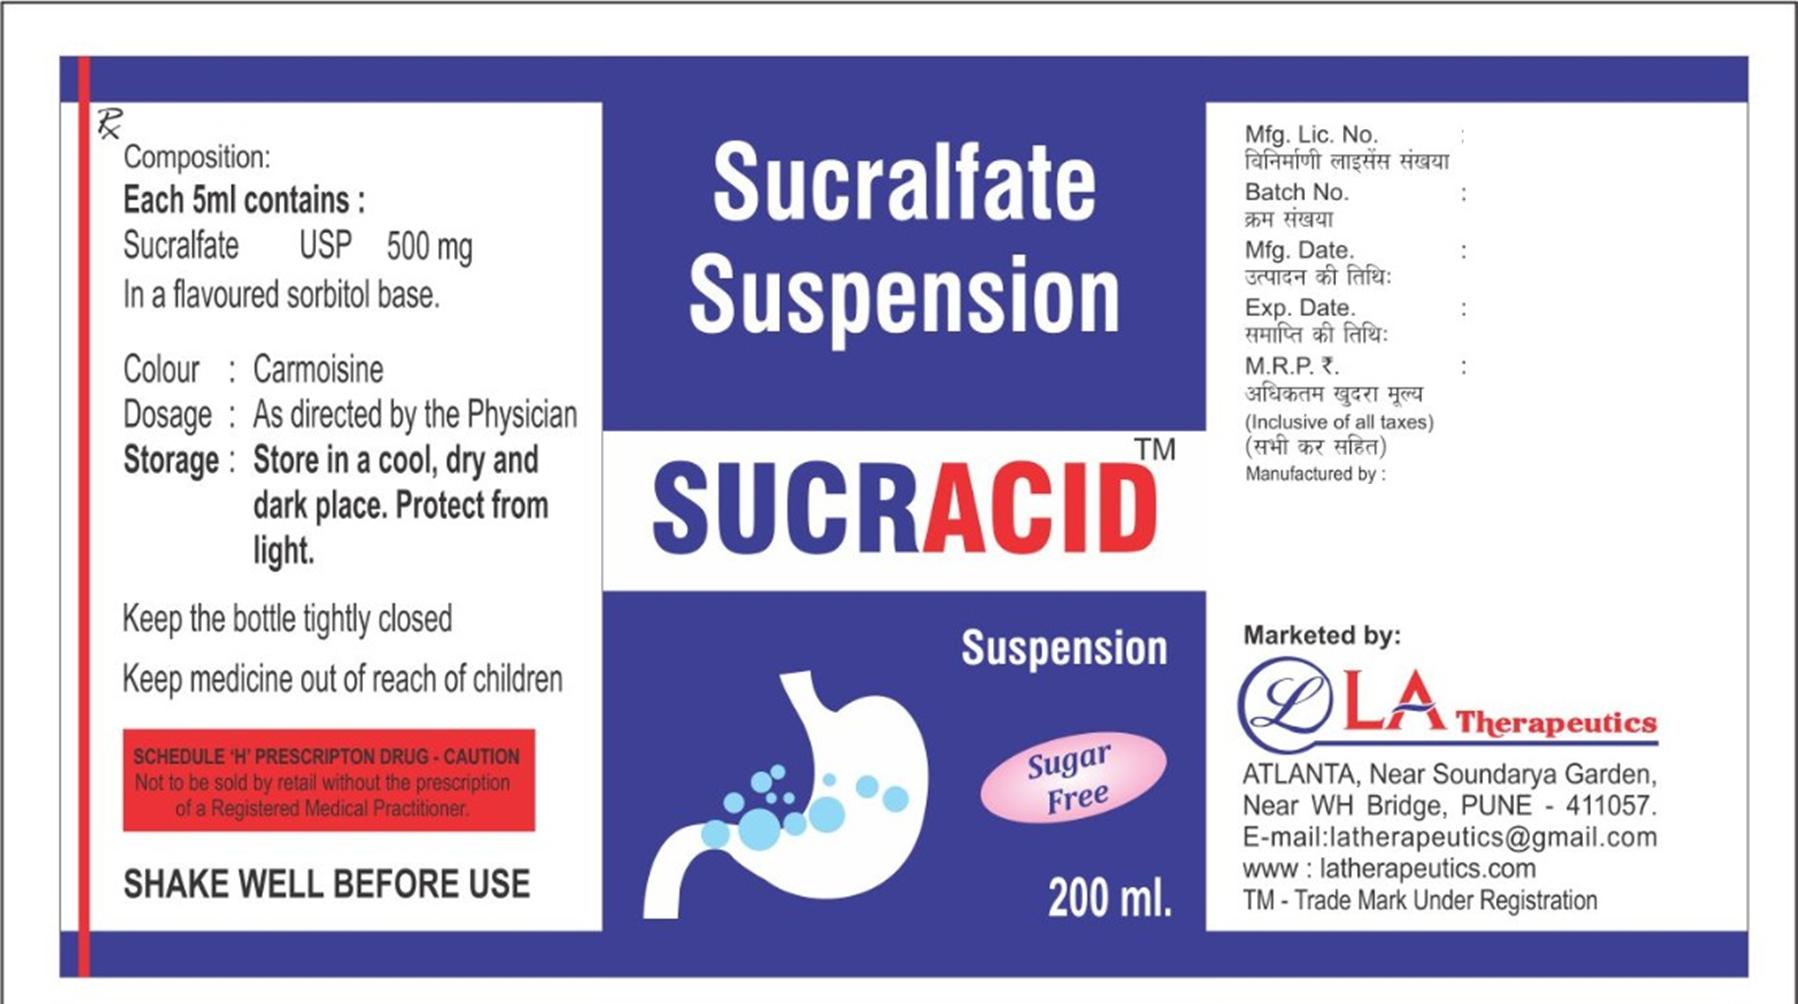 Rx
Composition:
Each 5ml contains :
Sucralfate USP 500 mg
In a flavoured sorbitol base.
Colour : Carmoisine
Dosage : As directed by the Physician
Storage : Store in a cool, dry and
dark place. Protect from
light.
Keep the bottle tightly closed
Keep medicine out of reach of children
SCHEDULE ‘H’ PRESCRIPTON DRUG - CAUTION
Not to be sold by retail without the prescription
of a Registered Medical Practitioner.
SHAKE WELL BEFORE USE
Sucralfate
Suspension
SUCRACID TM
Suspension
Sugar
Free
200 ml.
Mfg. Lic. No. :
विनिर्माणी लाइसेंस संखया
Batch No. :
क्रम संखया
Mfg. Date. :
उत्पादन की तिथिः
Exp. Date. :
समाप्ति की तिथिः
M.R.P. ₹. :
अधिकतम खुदरा मूल्य
(Inclusive of all taxes)
(सभी कर सहित)
Manufactured by :
Marketed by:
L LA Therapeutics
ATLANTA, Near Soundarya Garden,
Near WH Bridge, PUNE - 411057.
E-mail:latherapeutics@gmail.com
www : latherapeutics.com
TM - Trade Mark Under Registration